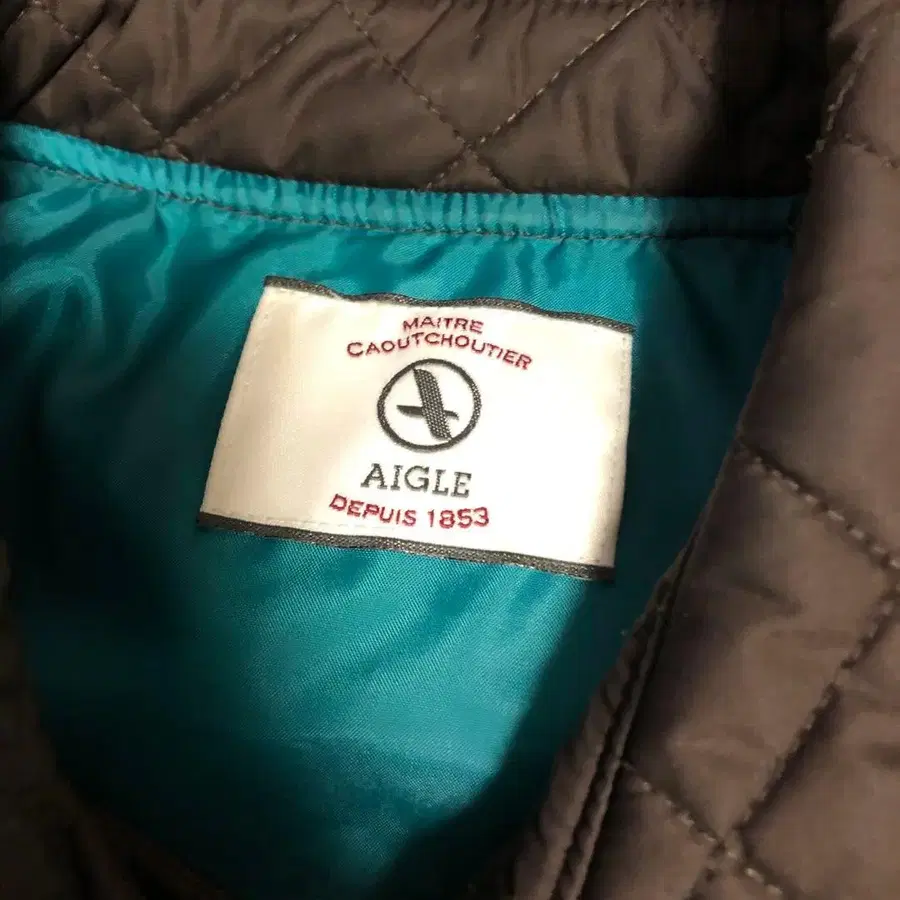 MAITRE
CAOUTCHOUTIER
AIGLE
DEPUIS 1853